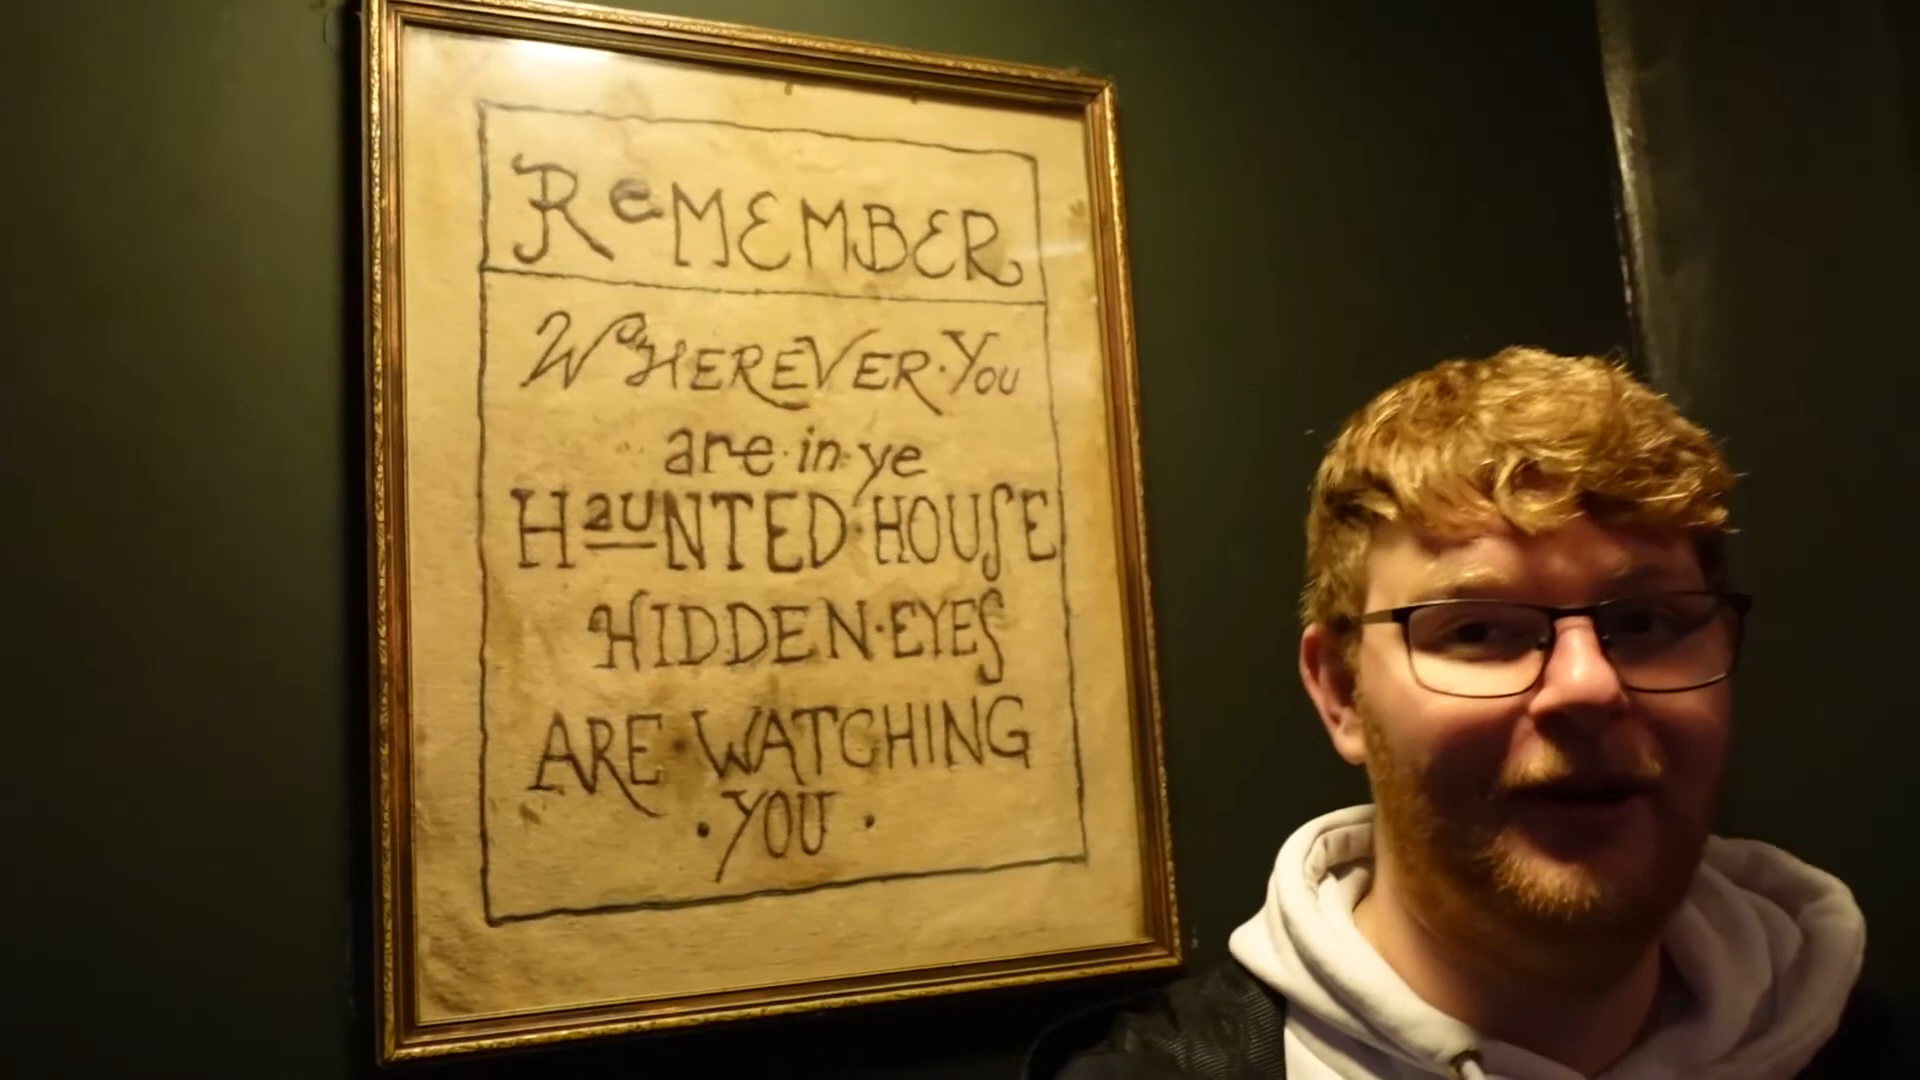 ReMEMBER
WHEREVER·YOU
are·in·ye
HauNTED·HOUſE
HIDDEN·EYES
ARE WATCHING
·YOU·